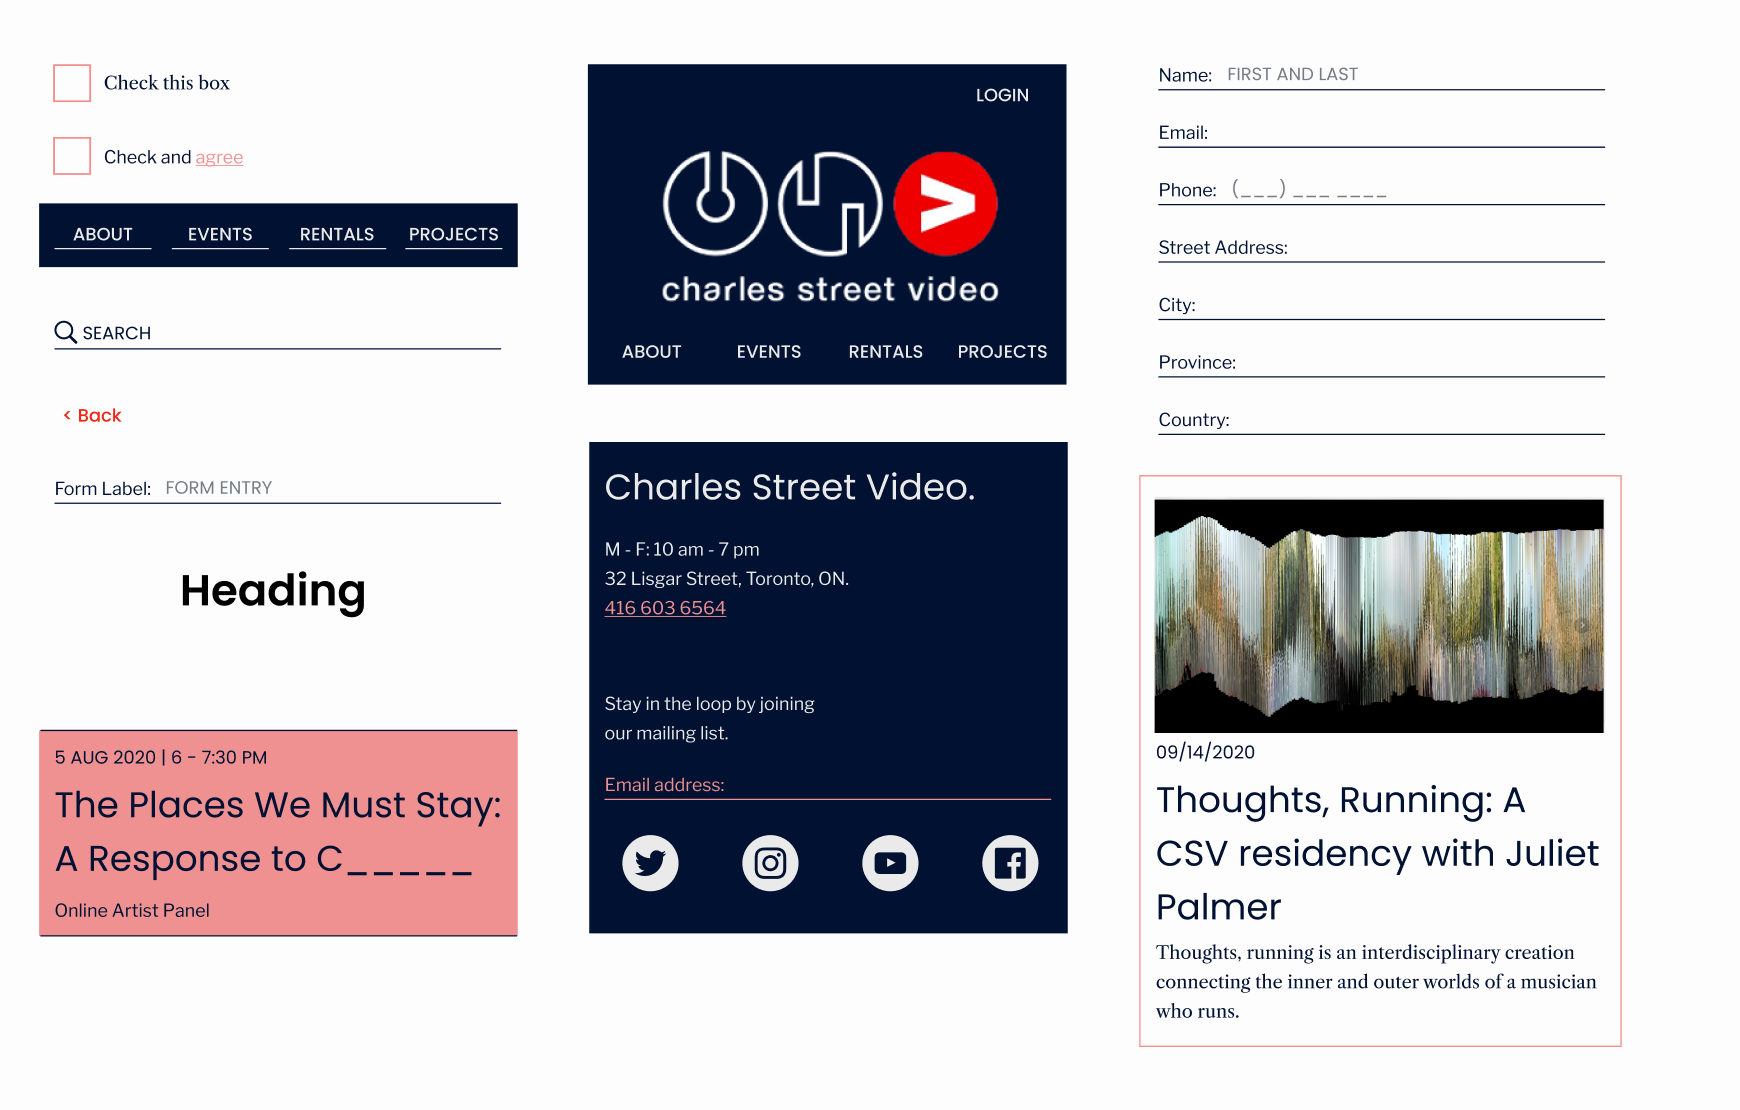 Check this box
Check and agree
ABOUT EVENTS RENTALS PROJECTS
SEARCH
< Back
Form Label: FORM ENTRY
Heading
5 AUG 2020 | 6 - 7:30 PM
The Places We Must Stay:
A Response to C_____
Online Artist Panel
LOGIN
charles street video
ABOUT EVENTS RENTALS PROJECTS
Charles Street Video.
M - F: 10 am - 7 pm
32 Lisgar Street, Toronto, ON.
416 603 6564
Stay in the loop by joining
our mailing list.
Email address:
Name: FIRST AND LAST
Email:
Phone: (___) ___ ____
Street Address:
City:
Province:
Country:
09/14/2020
Thoughts, Running: A
CSV residency with Juliet
Palmer
Thoughts, running is an interdisciplinary creation
connecting the inner and outer worlds of a musician
who runs.